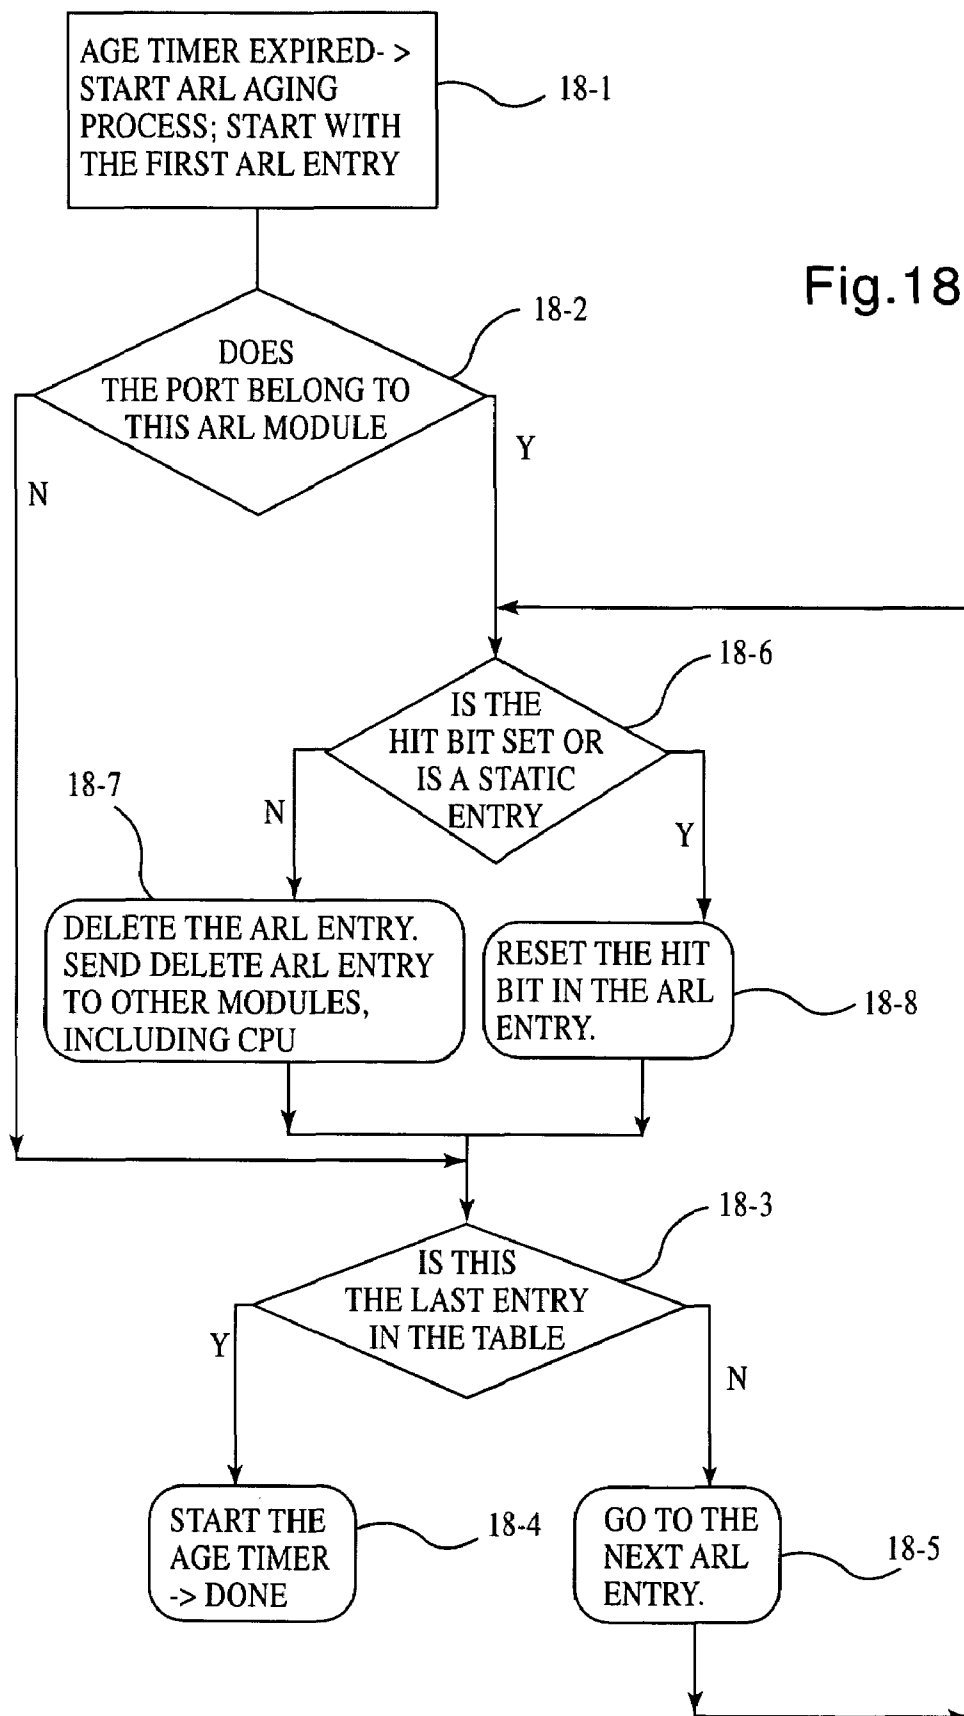 AGE TIMER EXPIRED- >
START ARL AGING
PROCESS; START WITH
THE FIRST ARL ENTRY
18-1
Fig.18
18-2
DOES
THE PORT BELONG TO
THIS ARL MODULE
N
Y
18-6
IS THE
HIT BIT SET OR
IS A STATIC
ENTRY
18-7
N
Y
DELETE THE ARL ENTRY.
SEND DELETE ARL ENTRY
TO OTHER MODULES,
INCLUDING CPU
RESET THE HIT
BIT IN THE ARL
ENTRY.
18-8
18-3
IS THIS
THE LAST ENTRY
IN THE TABLE
Y
N
START THE
AGE TIMER
-> DONE
18-4
GO TO THE
NEXT ARL
ENTRY.
18-5